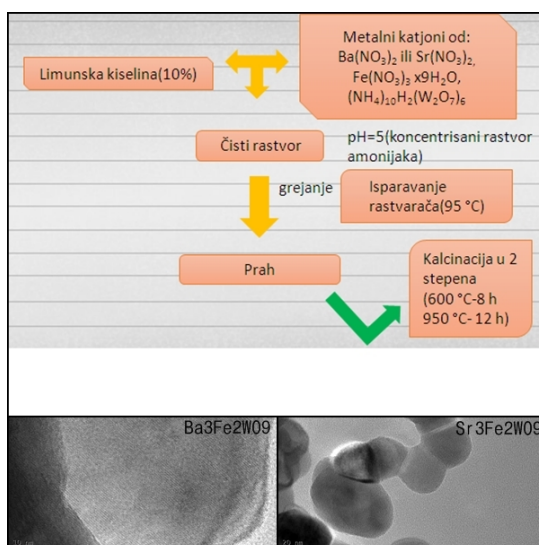 Limunska kiselina(10%)
Metalni katjoni od:
Ba(NO₃)₂ ili Sr(NO₃)₂,
Fe(NO₃)₃ x9H₂O,
(NH₄)₁₀H₂(W₂O₇)₆
Čisti rastvor
pH=5(koncentrisani rastvor
amonijaka)
grejanje
Isparavanje
rastvarača(95 °C)
Prah
Kalcinacija u 2
stepena
(600 °C-8 h
950 °C- 12 h)
Ba3Fe2WO9
Sr3Fe2WO9